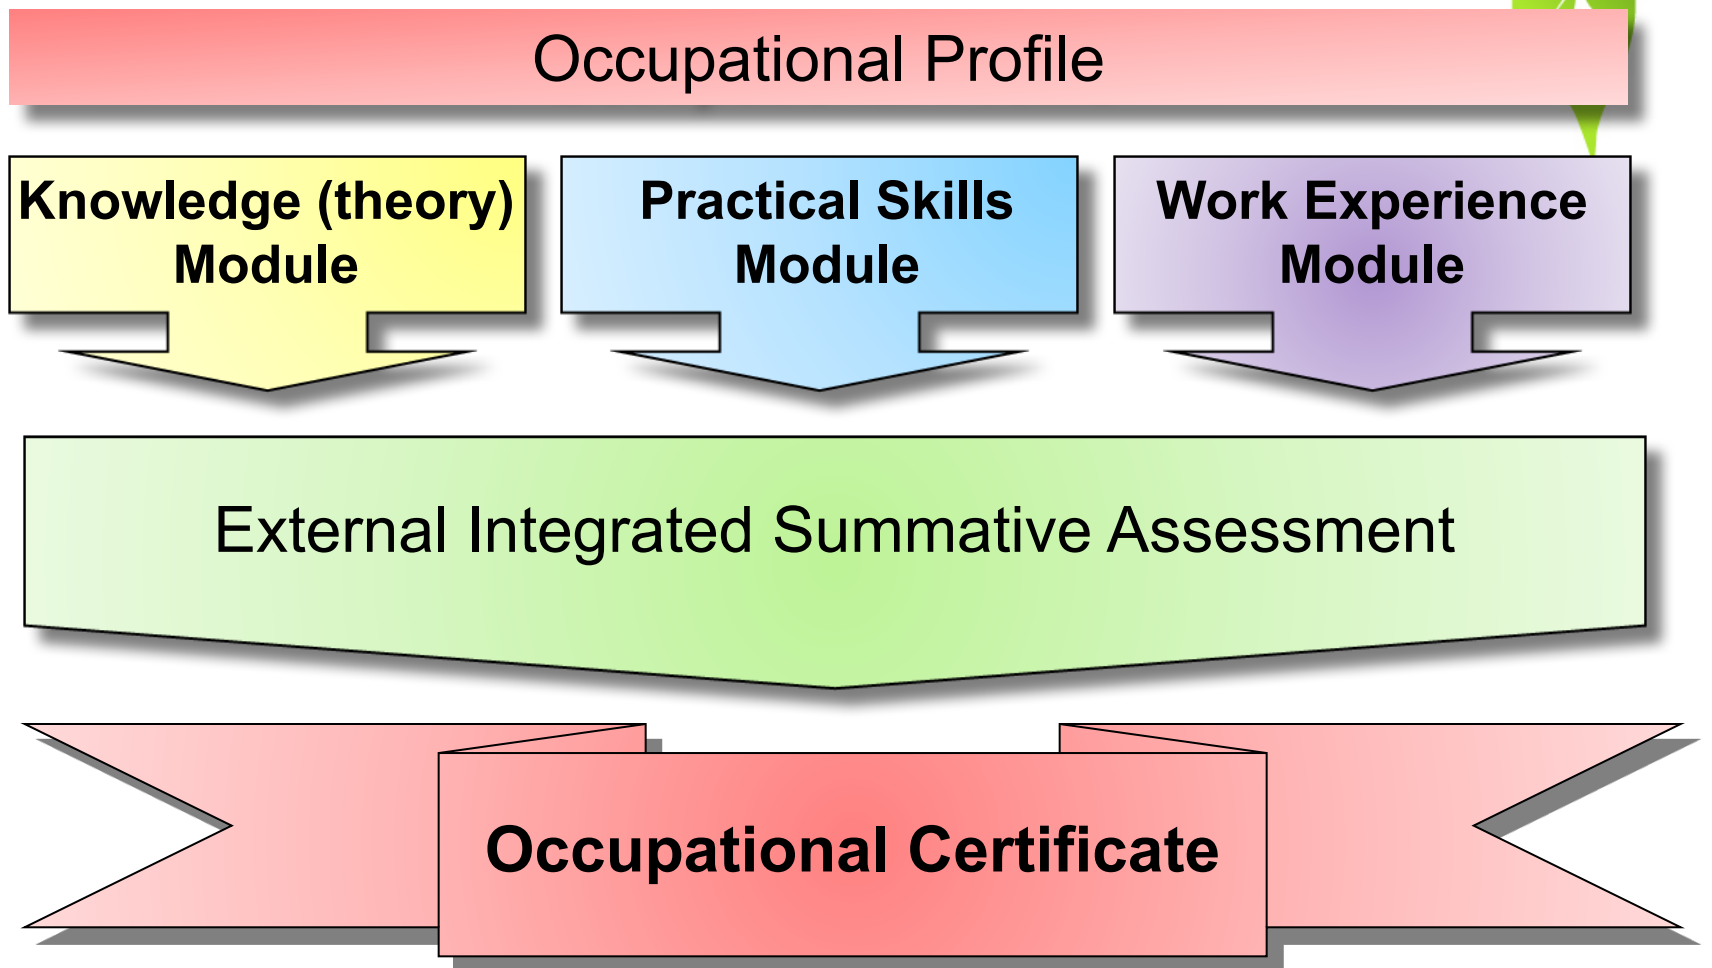 Occupational Profile
Knowledge (theory)
Module
Practical Skills
Module
Work Experience
Module
External Integrated Summative Assessment
Occupational Certificate